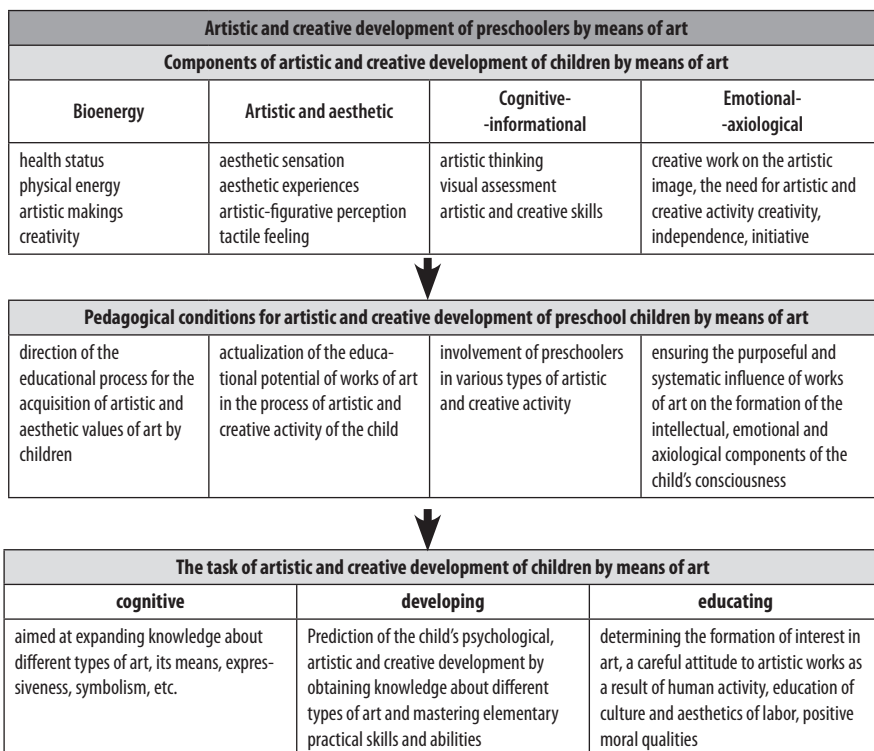 Artistic and creative development of preschoolers by means of art
Components of artistic and creative development of children by means of art
Bioenergy
Artistic and aesthetic
Cognitive-
-informational
Emotional-
-axiological
health status
physical energy
artistic makings
creativity
aesthetic sensation
aesthetic experiences
artistic-figurative perception
tactile feeling
artistic thinking
visual assessment
artistic and creative skills
creative work on the artistic
image, the need for artistic and
creative activity creativity,
independence, initiative
Pedagogical conditions for artistic and creative development of preschool children by means of art
direction of the
educational process for the
acquisition of artistic and
aesthetic values of art by
children
actualization of the educa-
tional potential of works of art
in the process of artistic and
creative activity of the child
involvement of preschoolers
in various types of artistic
and creative activity
ensuring the purposeful and
systematic influence of works
of art on the formation of the
intellectual, emotional and
axiological components of the
child's consciousness
The task of artistic and creative development of children by means of art
cognitive
developing
educating
aimed at expanding knowledge about
different types of art, its means, expres-
siveness, symbolism, etc.
Prediction of the child's psychological,
artistic and creative development by
obtaining knowledge about different
types of art and mastering elementary
practical skills and abilities
determining the formation of interest in
art, a careful attitude to artistic works as
a result of human activity, education of
culture and aesthetics of labor, positive
moral qualities